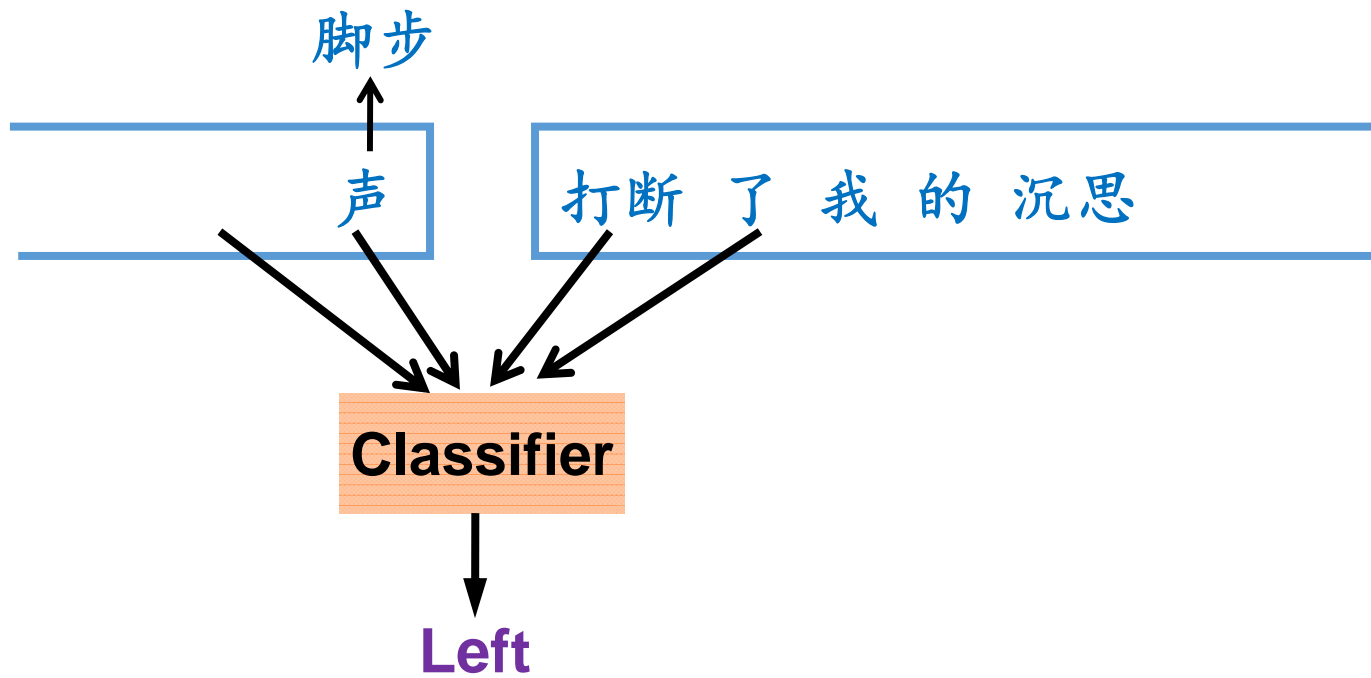 脚步
声 打断 了 我 的 沉思
Classifier
Left